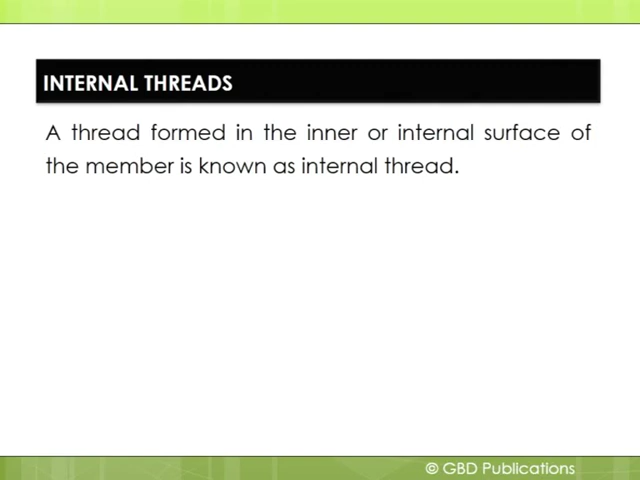 INTERNAL THREADS
A thread formed in the inner or internal surface of
the member is known as internal thread.
© GBD Publications